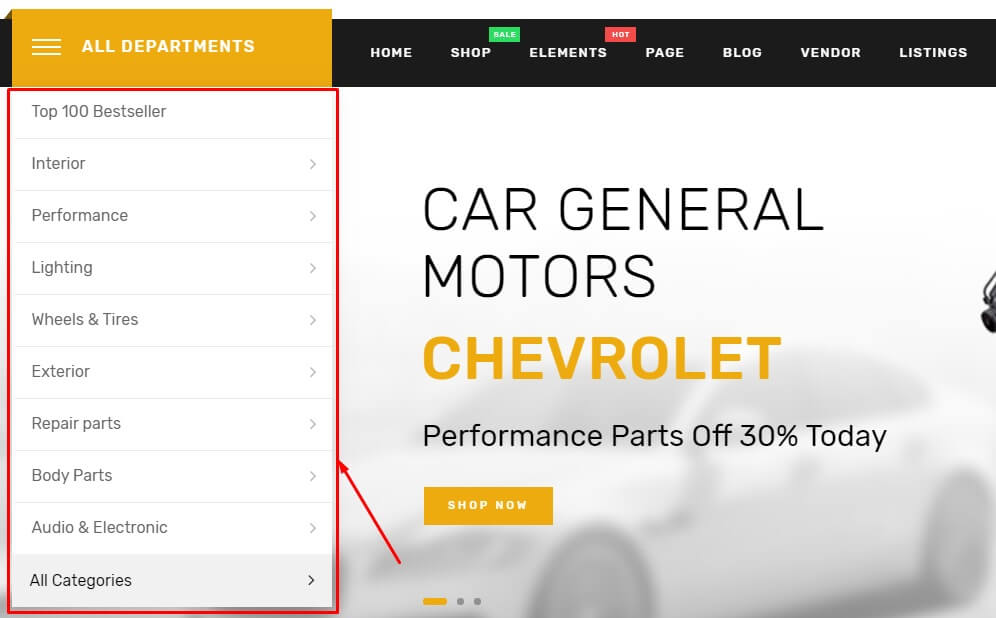 ALL DEPARTMENTS
SALE
HOT
HOME SHOP ELEMENTS PAGE BLOG VENDOR LISTINGS
Top 100 Bestseller
Interior
Performance
Lighting
Wheels & Tires
Exterior
Repair parts
Body Parts
Audio & Electronic
All Categories
CAR GENERAL
MOTORS
CHEVROLET
Performance Parts Off 30% Today
SHOP NOW